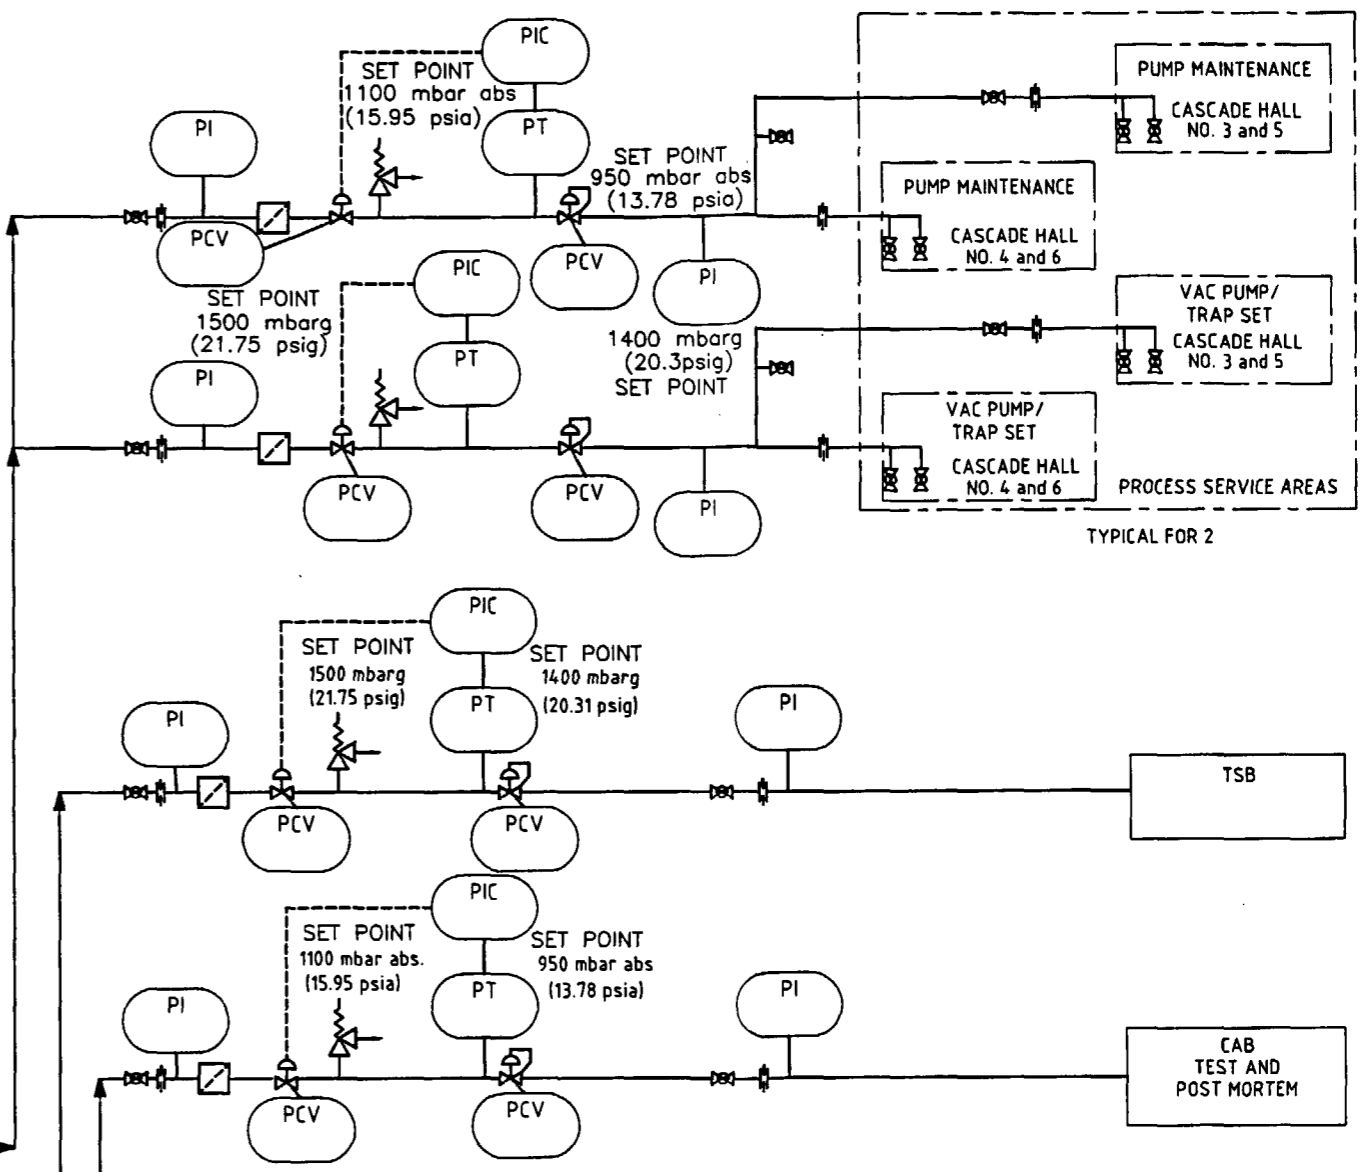 PIC
SET POINT
1100 mbar abs
(15.95 psia)
PI
PT
PUMP MAINTENANCE
CASCADE HALL
NO. 3 and 5
SET POINT
950 mbar abs
(13.78 psia)
PUMP MAINTENANCE
CASCADE HALL
NO. 4 and 6
PCV
PCV
PIC
PI
SET POINT
1500 mbarg
(21.75 psig)
VAC PUMP/
TRAP SET
CASCADE HALL
NO. 3 and 5
1400 mbarg
(20.3psig)
SET POINT
PT
PI
VAC PUMP/
TRAP SET
CASCADE HALL
NO. 4 and 6
PCV
PCV
PI
PROCESS SERVICE AREAS
TYPICAL FOR 2
PIC
SET POINT
1500 mbarg
(21.75 psig)
SET POINT
1400 mbarg
(20.31 psig)
PI
PT
PI
TSB
PCV
PCV
PIC
SET POINT
1100 mbar abs.
(15.95 psia)
SET POINT
950 mbar abs
(13.78 psia)
PI
PT
PI
CAB
TEST AND
POST MORTEM
PCV
PCV